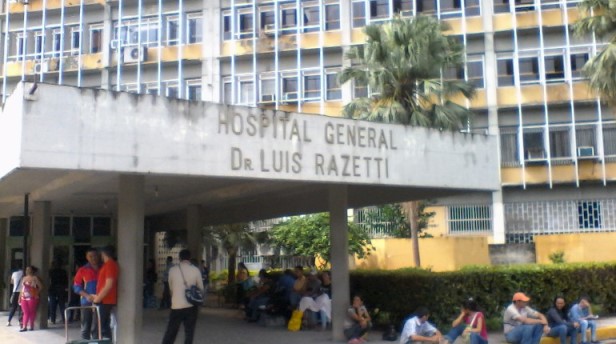 HOSPITAL GENERAL
DR LUIS RAZETTI